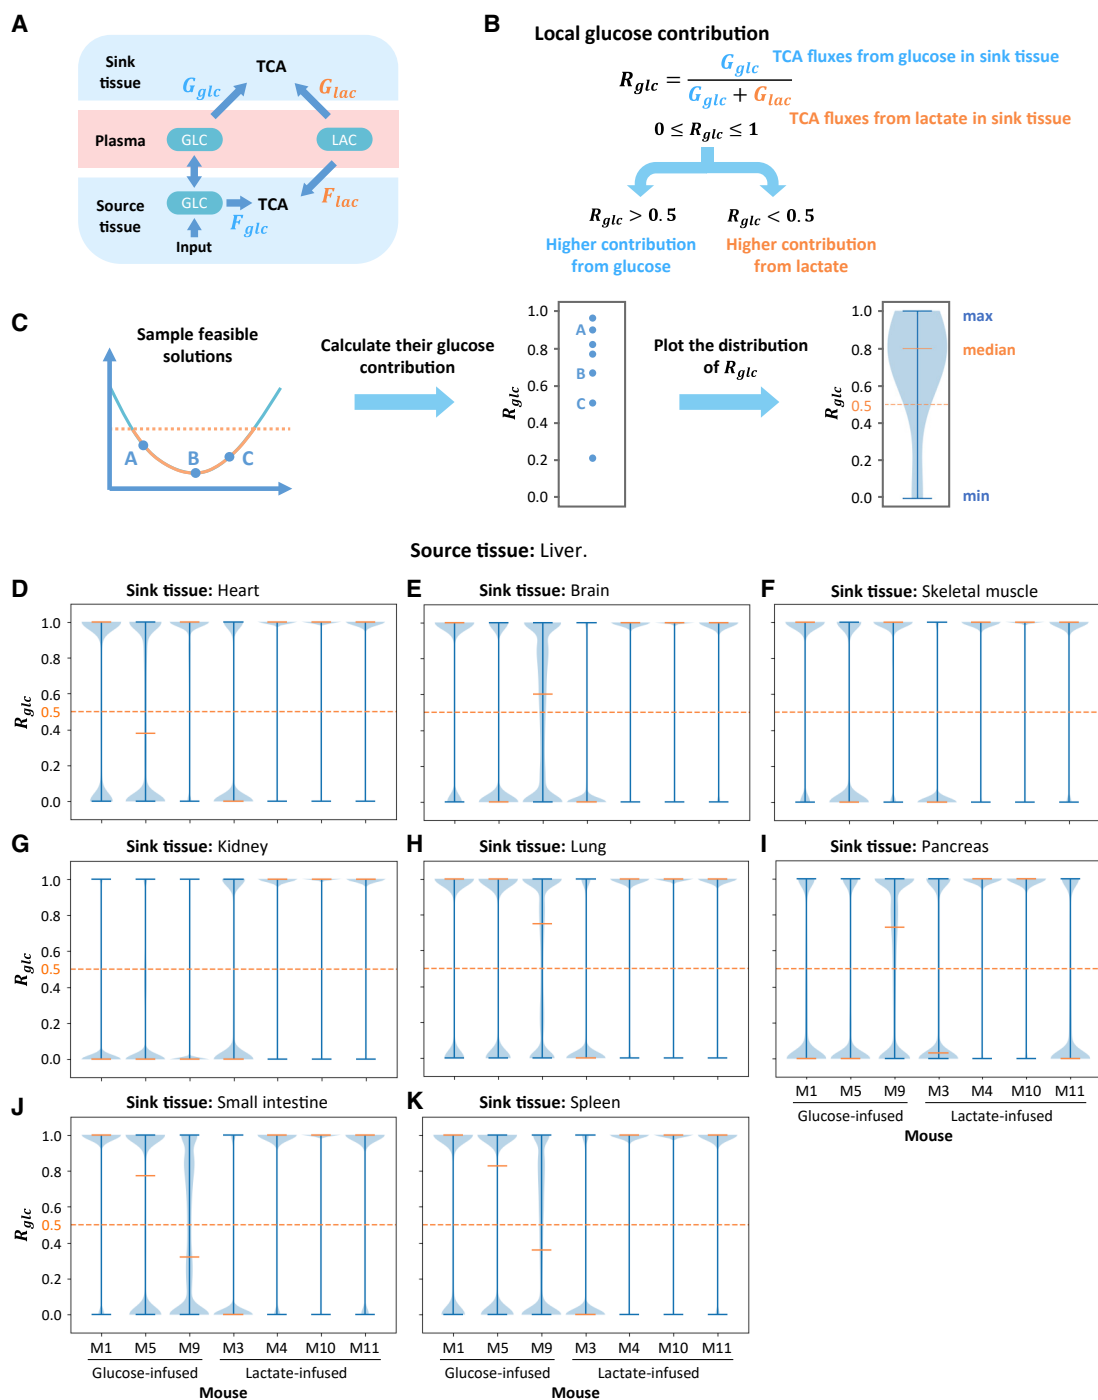 A
Sink
tissue
TCA
G_glc
G_lac
Plasma
GLC
LAC
Source
tissue
GLC
TCA
F_glc
F_lac
Input
B
Local glucose contribution
R_glc = G_glc / (G_glc + G_lac)
TCA fluxes from glucose in sink tissue
TCA fluxes from lactate in sink tissue
0 ≤ R_glc ≤ 1
R_glc > 0.5
R_glc < 0.5
Higher contribution
from glucose
Higher contribution
from lactate
C
Sample feasible
solutions
A
B
C
Calculate their glucose
contribution
R_glc
1.0
0.8
0.6
0.4
0.2
0.0
A
B
C
Plot the distribution
of R_glc
R_glc
1.0
0.8
0.6
0.5
0.4
0.2
0.0
max
median
min
Source tissue: Liver.
D
Sink tissue: Heart
R_glc
1.0
0.8
0.6
0.5
0.4
0.2
0.0
E
Sink tissue: Brain
F
Sink tissue: Skeletal muscle
G
Sink tissue: Kidney
R_glc
1.0
0.8
0.6
0.5
0.4
0.2
0.0
H
Sink tissue: Lung
I
Sink tissue: Pancreas
M1 M5 M9 M3 M4 M10 M11
Glucose-infused Lactate-infused
Mouse
J
Sink tissue: Small intestine
R_glc
1.0
0.8
0.6
0.5
0.4
0.2
0.0
M1 M5 M9 M3 M4 M10 M11
Glucose-infused Lactate-infused
Mouse
K
Sink tissue: Spleen
M1 M5 M9 M3 M4 M10 M11
Glucose-infused Lactate-infused
Mouse